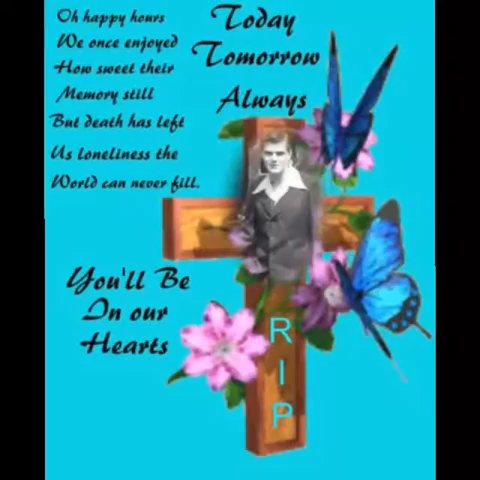 Oh happy hours
We once enjoyed
How sweet their
Memory still
But death has left
Us loneliness the
World can never fill.
Today
Tomorrow
Always
You'll Be
In our
Hearts
R
I
P